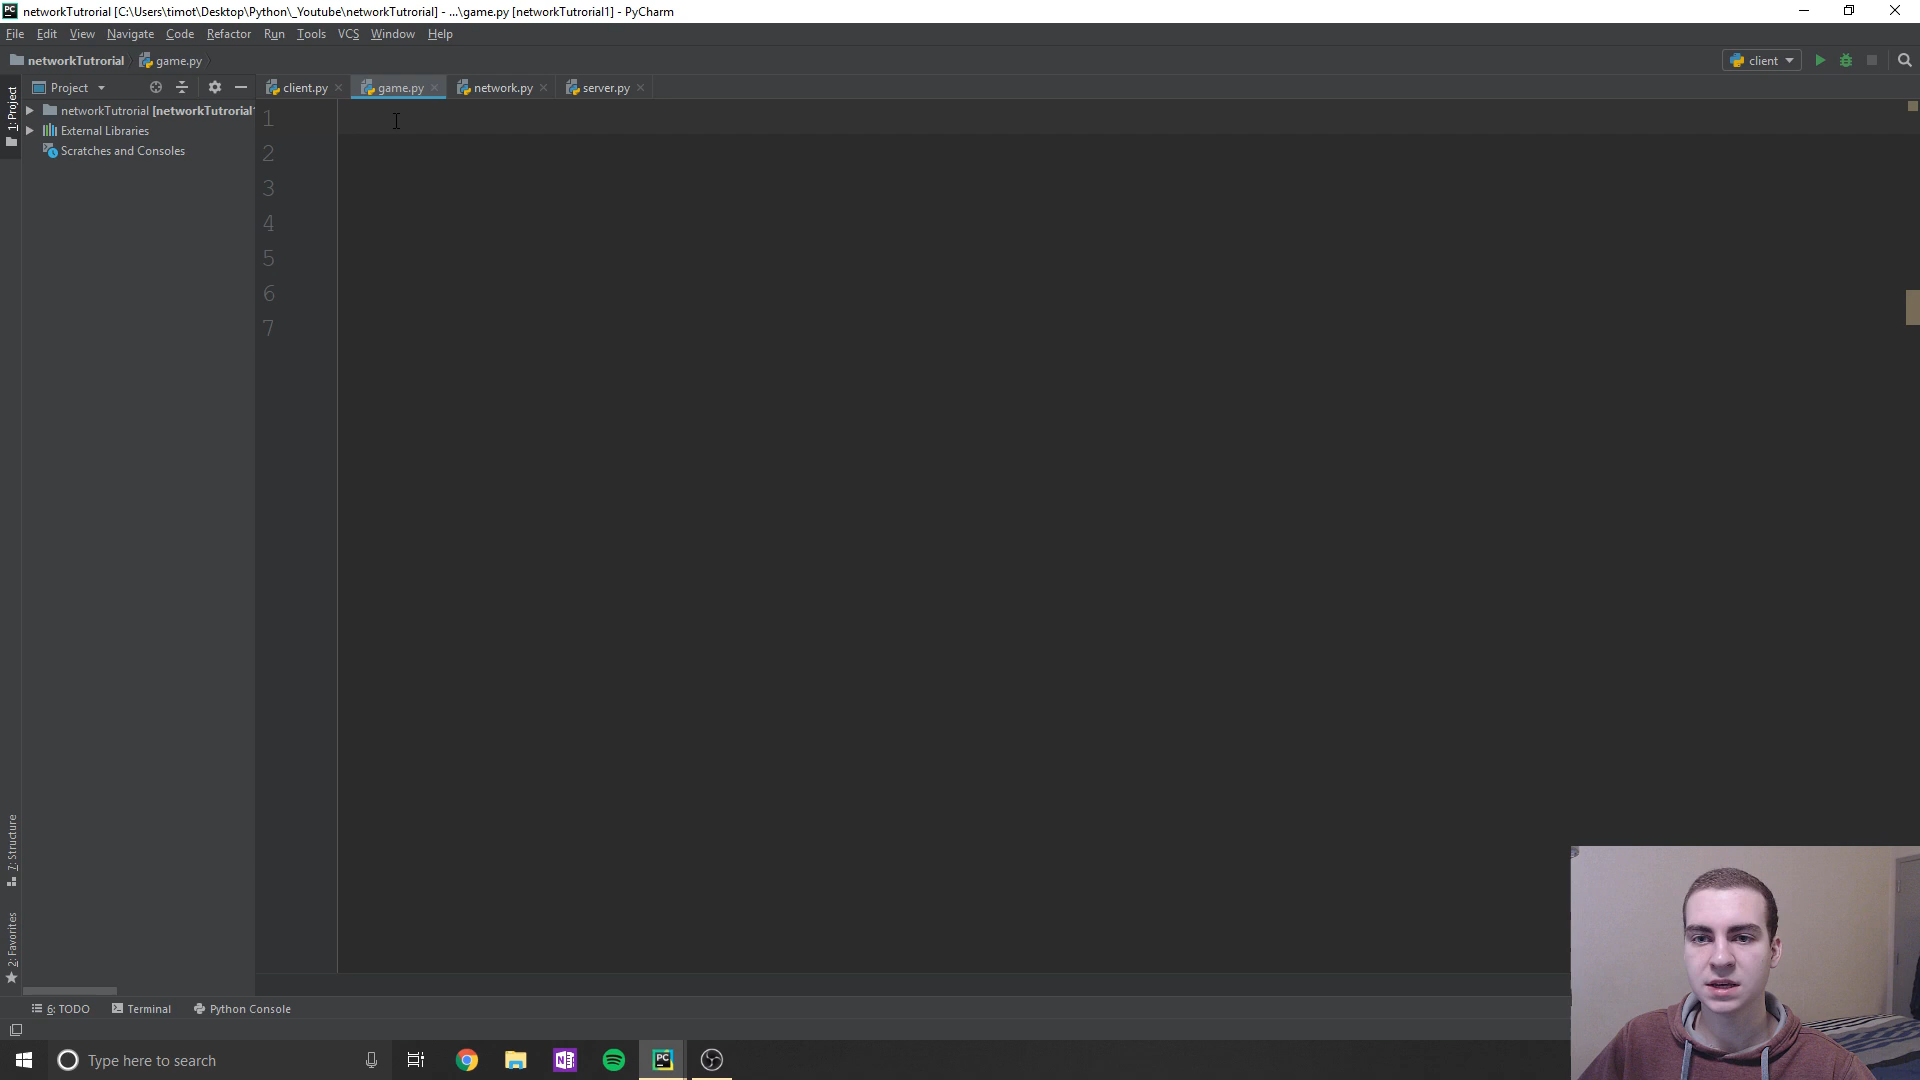 networkTutrorial [C:\Users\timot\Desktop\Python\_Youtube\networkTutrorial] - ...\game.py [networkTutrorial1] - PyCharm
File Edit View Navigate Code Refactor Run Tools VCS Window Help
networkTutrorial game.py client
1: Project
Project
client.py game.py network.py server.py
networkTutrorial [networkTutrorial1
External Libraries
Scratches and Consoles
1
2
3
4
5
6
7
7: Structure
2: Favorites
6: TODO Terminal Python Console
Type here to search